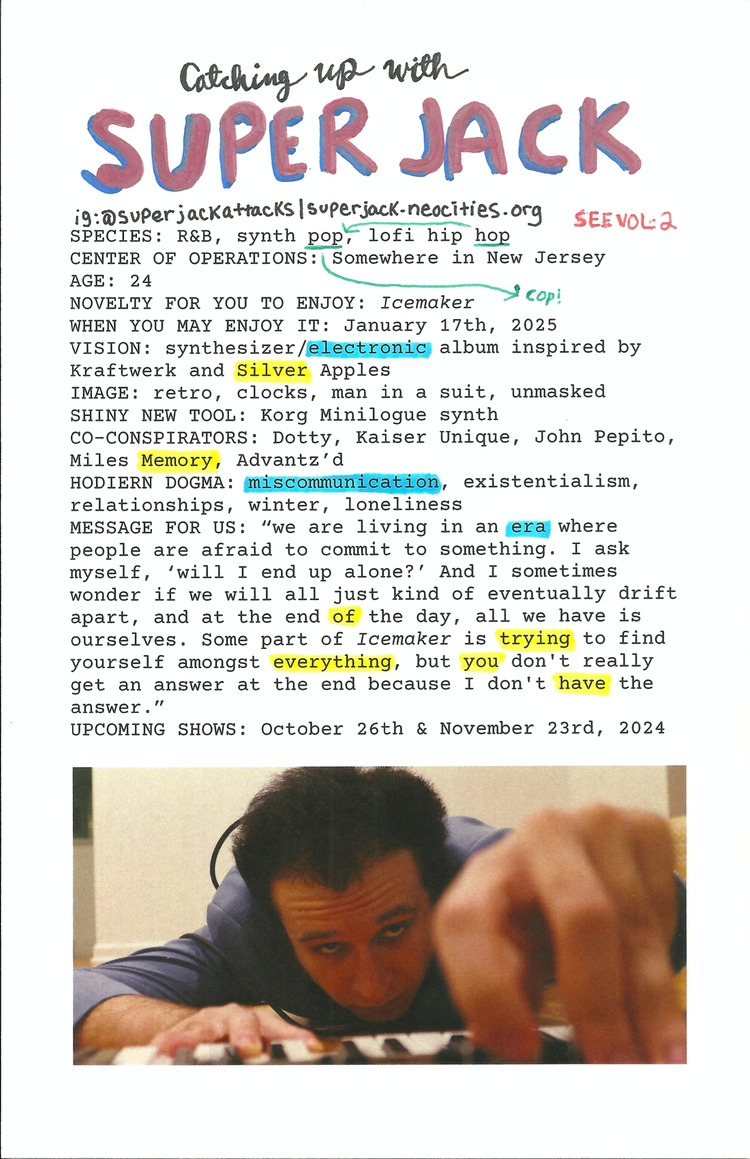 Catching up with
SUPER JACK
ig:@superjackattacks|superjack.neocities.org
SEE VOL. 2
SPECIES: R&B, synth pop, lofi hip hop
CENTER OF OPERATIONS: Somewhere in New Jersey
AGE: 24
cop!
NOVELTY FOR YOU TO ENJOY: Icemaker
WHEN YOU MAY ENJOY IT: January 17th, 2025
VISION: synthesizer/electronic album inspired by
Kraftwerk and Silver Apples
IMAGE: retro, clocks, man in a suit, unmasked
SHINY NEW TOOL: Korg Minilogue synth
CO-CONSPIRATORS: Dotty, Kaiser Unique, John Pepito,
Miles Memory, Advantz’d
HODIERN DOGMA: miscommunication, existentialism,
relationships, winter, loneliness
MESSAGE FOR US: “we are living in an era where
people are afraid to commit to something. I ask
myself, ‘will I end up alone?’ And I sometimes
wonder if we will all just kind of eventually drift
apart, and at the end of the day, all we have is
ourselves. Some part of Icemaker is trying to find
yourself amongst everything, but you don't really
get an answer at the end because I don't have the
answer.”
UPCOMING SHOWS: October 26th & November 23rd, 2024